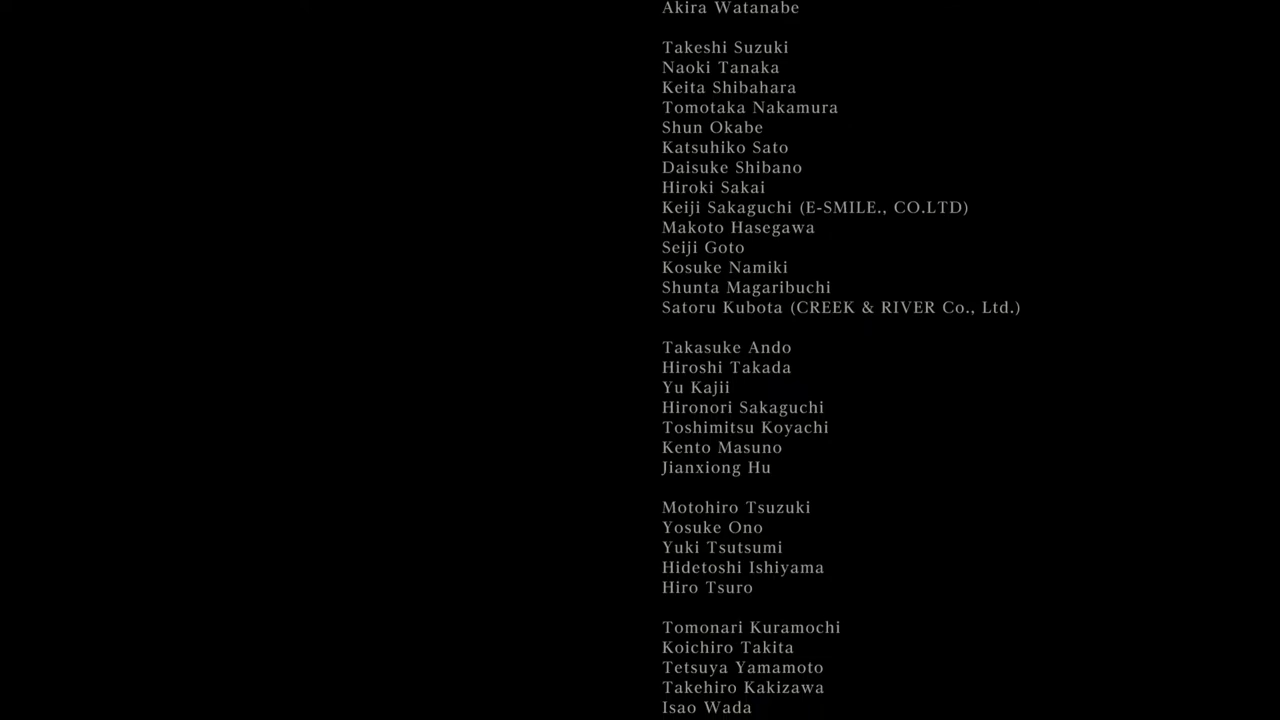 Akira Watanabe
Takeshi Suzuki
Naoki Tanaka
Keita Shibahara
Tomotaka Nakamura
Shun Okabe
Katsuhiko Sato
Daisuke Shibano
Hiroki Sakai
Keiji Sakaguchi (E-SMILE., CO.LTD)
Makoto Hasegawa
Seiji Goto
Kosuke Namiki
Shunta Magaribuchi
Satoru Kubota (CREEK & RIVER Co., Ltd.)
Takasuke Ando
Hiroshi Takada
Yu Kajii
Hironori Sakaguchi
Toshimitsu Koyachi
Kento Masuno
Jianxiong Hu
Motohiro Tsuzuki
Yosuke Ono
Yuki Tsutsumi
Hidetoshi Ishiyama
Hiro Tsuro
Tomonari Kuramochi
Koichiro Takita
Tetsuya Yamamoto
Takehiro Kakizawa
Isao Wada